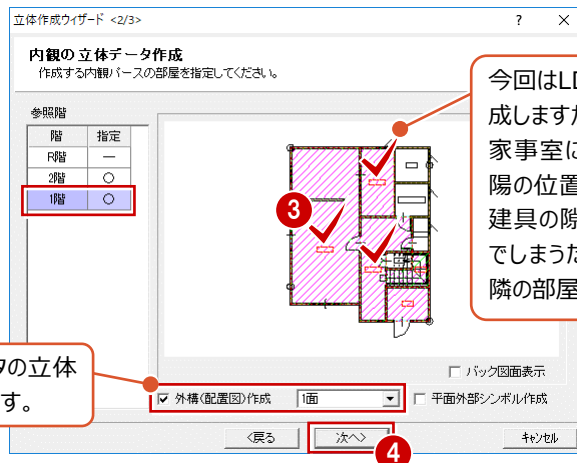 立体作成ウィザード <2/3>
? ×
内観の立体データ作成
作成する内観パースの部屋を指定してください。
参照階
階 指定
R階 ―
2階 ○
1階 ○
3
今回はLD
成します
家事室に
陽の位置
建具の隙
でしまうた
隣の部屋
タの立体
す。
バック図面表示
外構(配置図)作成 1面
平面外部シンボル作成
<戻る 次へ> キャンセル
4